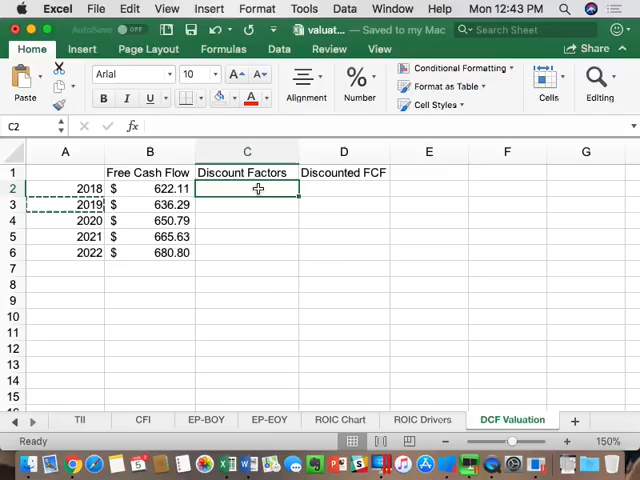 Excel File Edit View Insert Format Tools Data Window Help Mon 12:43 PM
AutoSave OFF valuat... — Saved to my Mac Search Sheet
Home Insert Page Layout Formulas Data Review View Share
Paste Arial 10 A A Alignment % Number Conditional Formatting Format as Table Cell Styles Cells Editing
B I U A
C2 fx
A B C D E F G
1 Free Cash Flow Discount Factors Discounted FCF
2 2018 $ 622.11
3 2019 $ 636.29
4 2020 $ 650.79
5 2021 $ 665.63
6 2022 $ 680.80
7
8
9
10
11
12
13
14
15
TII CFI EP-BOY EP-EOY ROIC Chart ROIC Drivers DCF Valuation +
Ready 150%